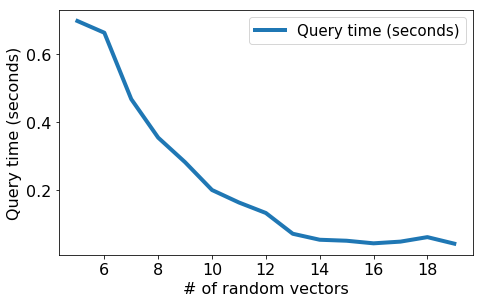 Query time (seconds)
Query time (seconds)
0.6
0.4
0.2
6 8 10 12 14 16 18
# of random vectors